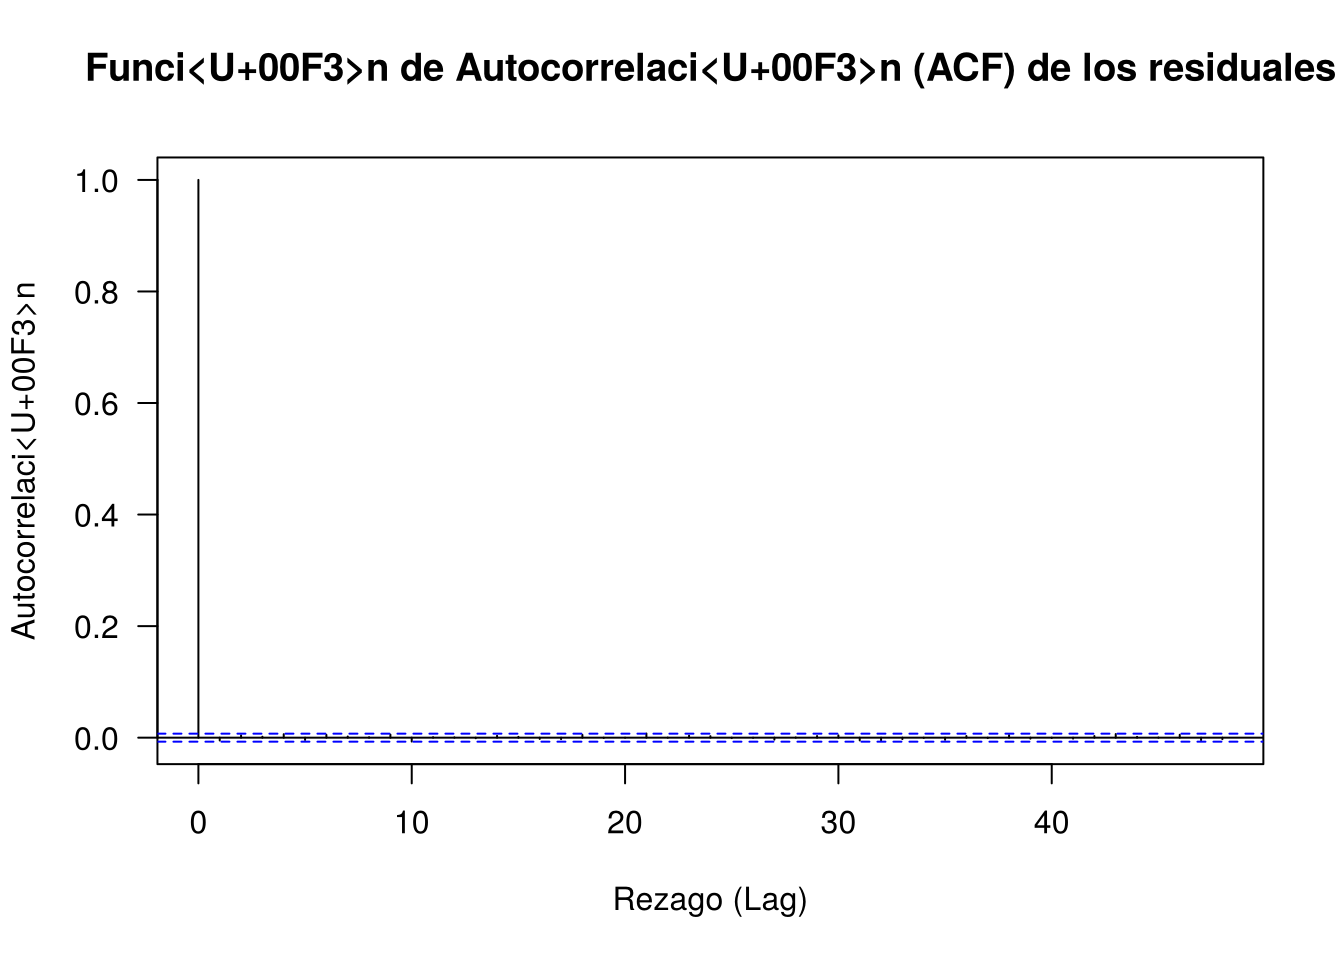 Funci<U+00F3>n de Autocorrelaci<U+00F3>n (ACF) de los residuales
Autocorrelaci<U+00F3>n
1.0
0.8
0.6
0.4
0.2
0.0
0 10 20 30 40
Rezago (Lag)